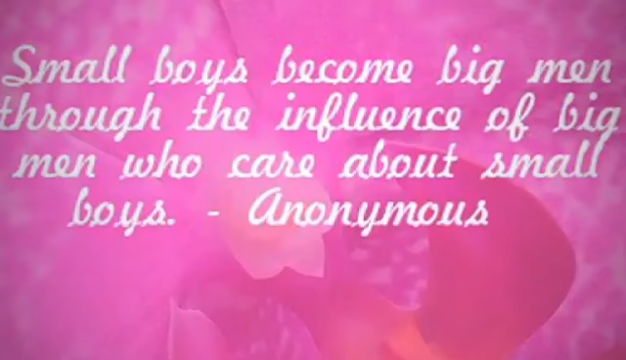 Small boys become big men
through the influence of big
men who care about small
boys. - Anonymous